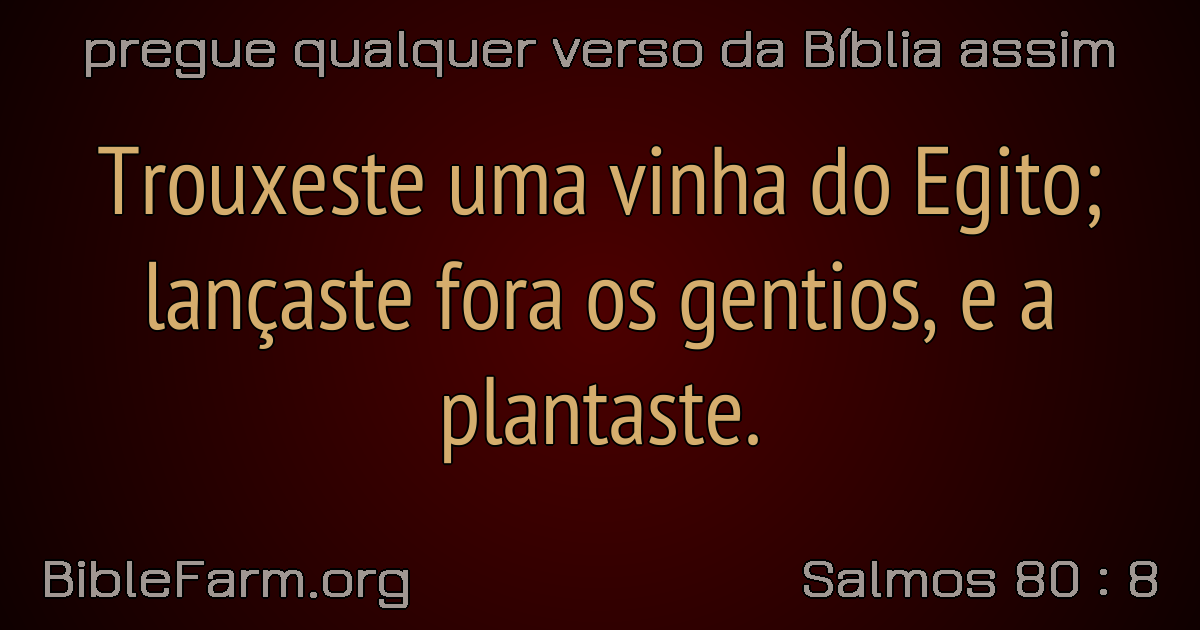 pregue qualquer verso da Bíblia assim
Trouxeste uma vinha do Egito;
lançaste fora os gentios, e a
plantaste.
BibleFarm.org
Salmos 80 : 8